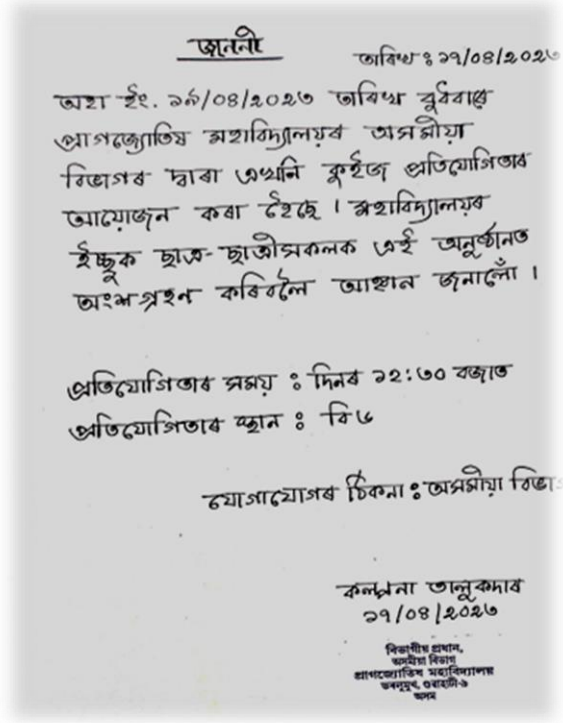 জাননী
তাৰিখ : ১৭/০৪/২০২৩
অহা ইং. ১৯/০৪/২০২৩ তাৰিখ বুধবাৰে
প্ৰাগজ্যোতিষ মহাবিদ্যালয়ৰ অসমীয়া
বিভাগৰ দ্বাৰা এখনি কুইজ প্ৰতিযোগিতাৰ
আয়োজন কৰা হৈছে । মহাবিদ্যালয়ৰ
ইচ্ছুক ছাত্ৰ-ছাত্ৰীসকলক এই অনুষ্ঠানত
অংশগ্ৰহণ কৰিবলৈ আহ্বান জনালোঁ ।
প্ৰতিযোগিতাৰ সময় : দিনৰ ১২:৩০ বজাত
প্ৰতিযোগিতাৰ স্থান : বি ৬
যোগাযোগৰ ঠিকনা : অসমীয়া বিভাগ
কল্পনা তালুকদাৰ
১৭/০৪/২০২৩
বিভাগীয় প্ৰধান,
অসমীয়া বিভাগ
প্ৰাগজ্যোতিষ মহাবিদ্যালয়
ভৰলুমুখ, গুৱাহাটী-৯
অসম